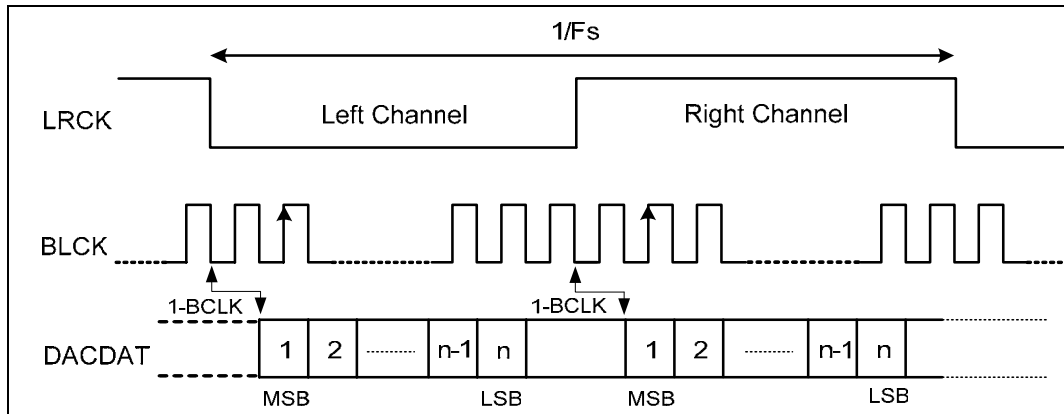 1/Fs
LRCK
Left Channel
Right Channel
BLCK
1-BCLK
1-BCLK
DACDAT
1 2 n-1 n 1 2 n-1 n
MSB LSB MSB LSB